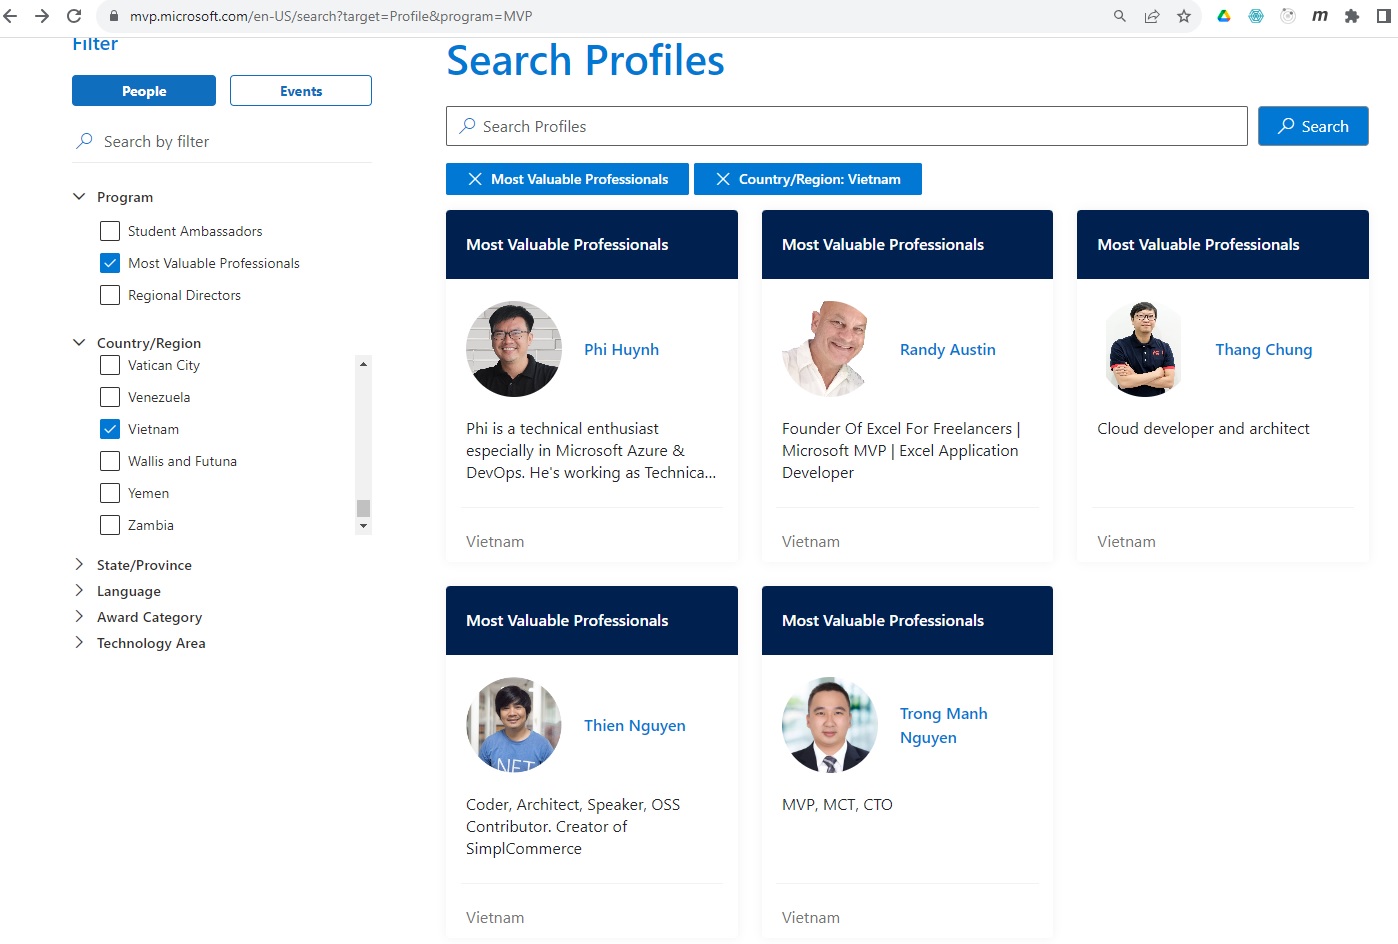 mvp.microsoft.com/en-US/search?target=Profile&program=MVP
Filter
People
Events
Search by filter
Program
Student Ambassadors
Most Valuable Professionals
Regional Directors
Country/Region
Vatican City
Venezuela
Vietnam
Wallis and Futuna
Yemen
Zambia
State/Province
Language
Award Category
Technology Area
Search Profiles
Search Profiles
Search
Most Valuable Professionals
Country/Region: Vietnam
Most Valuable Professionals
Phi Huynh
Phi is a technical enthusiast
especially in Microsoft Azure &
DevOps. He's working as Technica...
Vietnam
Most Valuable Professionals
Randy Austin
Founder Of Excel For Freelancers |
Microsoft MVP | Excel Application
Developer
Vietnam
Most Valuable Professionals
Thang Chung
Cloud developer and architect
Vietnam
Most Valuable Professionals
Thien Nguyen
.NET
Coder, Architect, Speaker, OSS
Contributor. Creator of
SimplCommerce
Vietnam
Most Valuable Professionals
Trong Manh
Nguyen
MVP, MCT, CTO
Vietnam